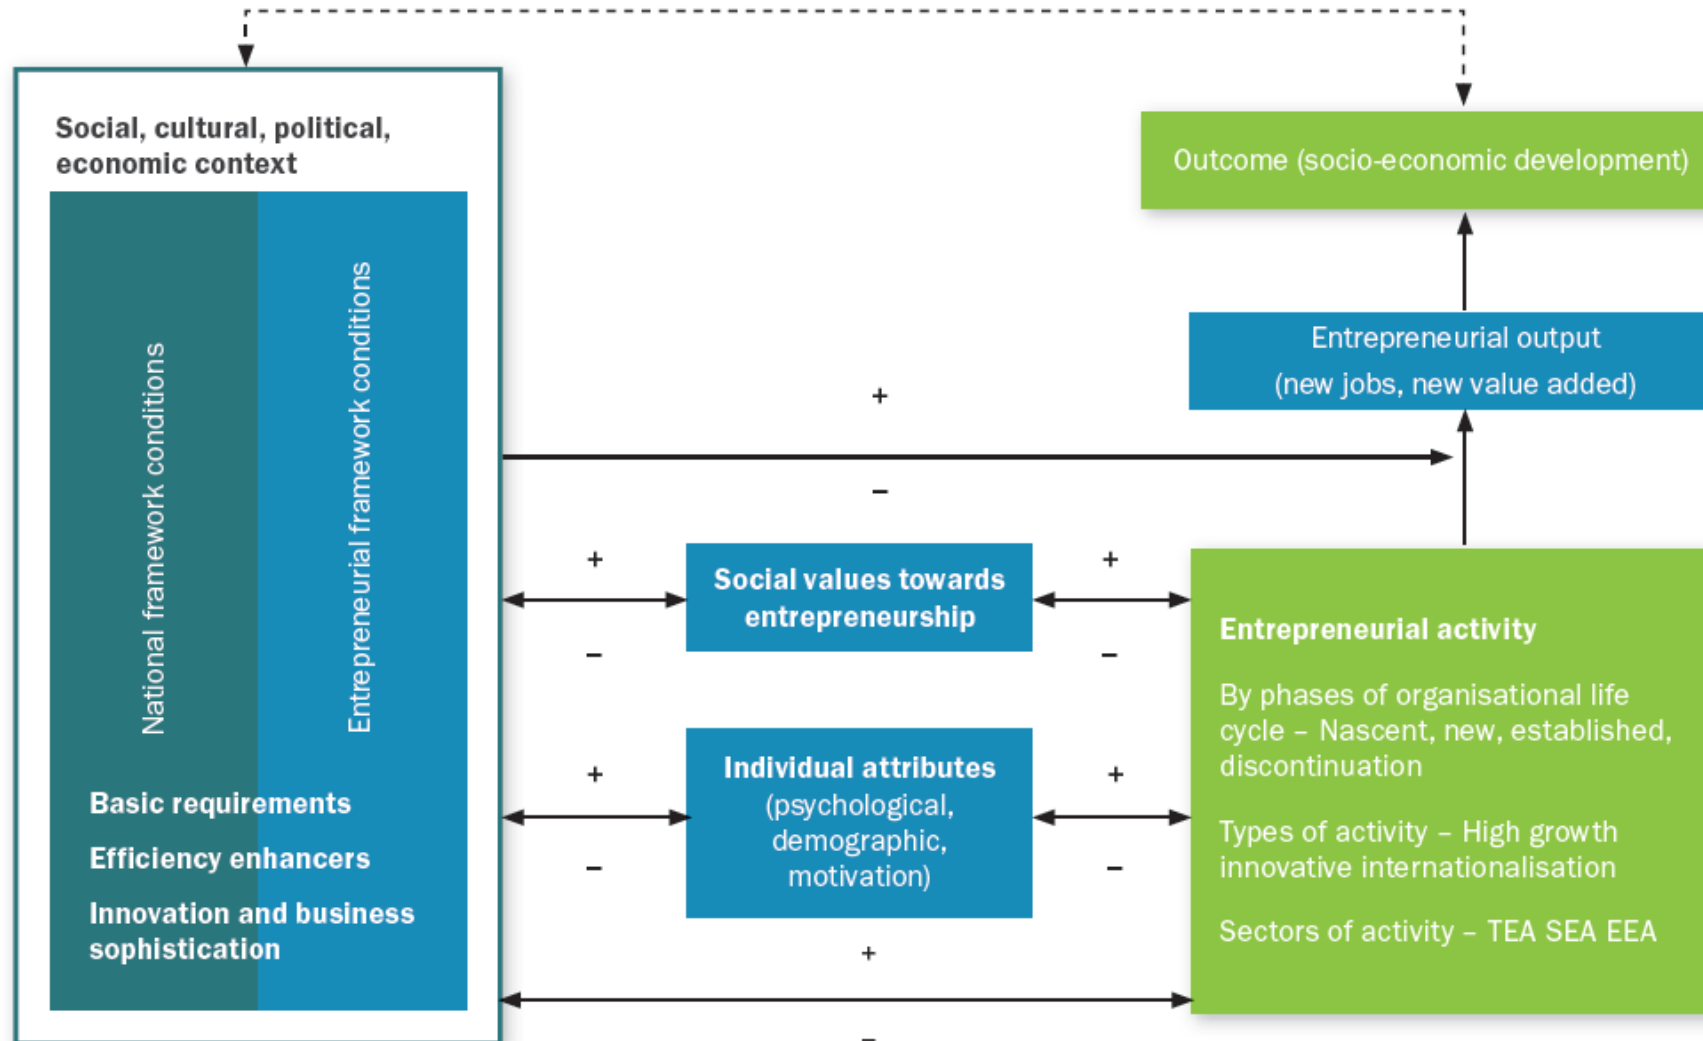 Social, cultural, political,
economic context
National framework conditions
Entrepreneurial framework conditions
Basic requirements
Efficiency enhancers
Innovation and business
sophistication
+
–
+
–
Social values towards
entrepreneurship
+
–
+
–
Individual attributes
(psychological,
demographic,
motivation)
+
–
+
–
Outcome (socio-economic development)
Entrepreneurial output
(new jobs, new value added)
Entrepreneurial activity
By phases of organisational life
cycle – Nascent, new, established,
discontinuation
Types of activity – High growth
innovative internationalisation
Sectors of activity – TEA SEA EEA